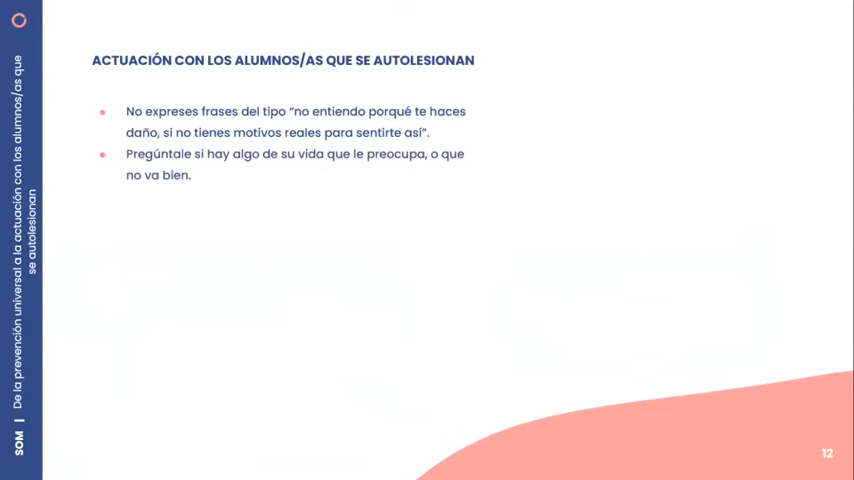 ACTUACIÓN CON LOS ALUMNOS/AS QUE SE AUTOLESIONAN
No expreses frases del tipo “no entiendo porqué te haces
daño, si no tienes motivos reales para sentirte así”.
Pregúntale si hay algo de su vida que le preocupa, o que
no va bien.
SOM | De la prevención universal a la actuación con los alumnos/as que
se autolesionan
12